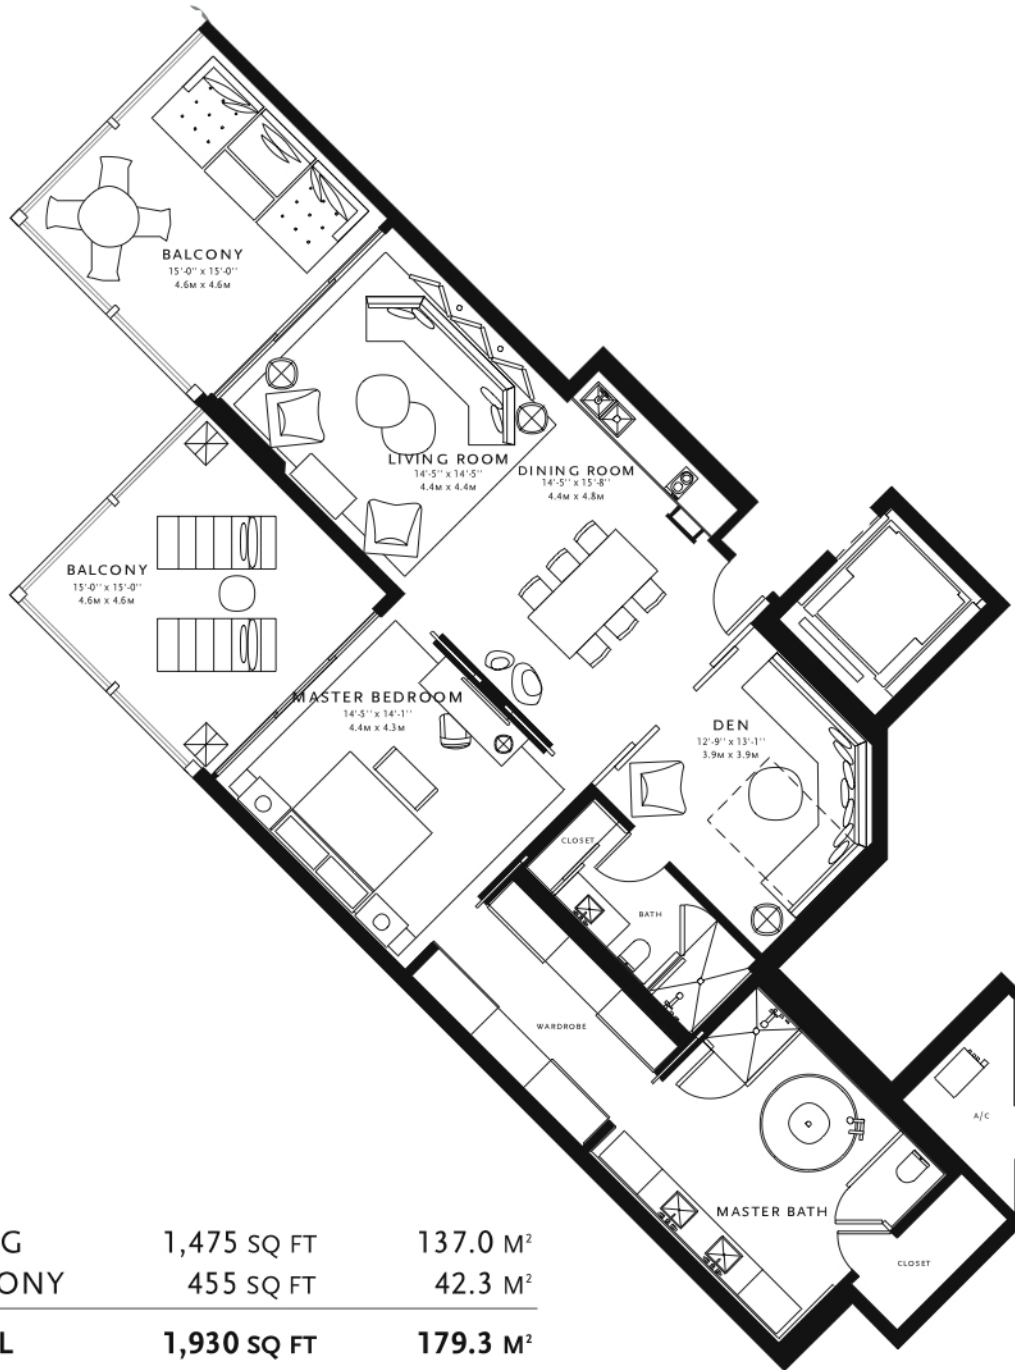 BALCONY
15'-0'' x 15'-0''
4.6M x 4.6M
LIVING ROOM
14'-5'' x 14'-5''
4.4M x 4.4M
DINING ROOM
14'-5'' x 15'-8''
4.4M x 4.8M
BALCONY
15'-0'' x 15'-0''
4.6M x 4.6M
MASTER BEDROOM
14'-5'' x 14'-1''
4.4M x 4.3M
DEN
12'-9'' x 13'-1''
3.9M x 3.9M
CLOSET
BATH
WARDROBE
A/C
MASTER BATH
CLOSET
G 1,475 SQ FT 137.0 M²
ONY 455 SQ FT 42.3 M²
L 1,930 SQ FT 179.3 M²